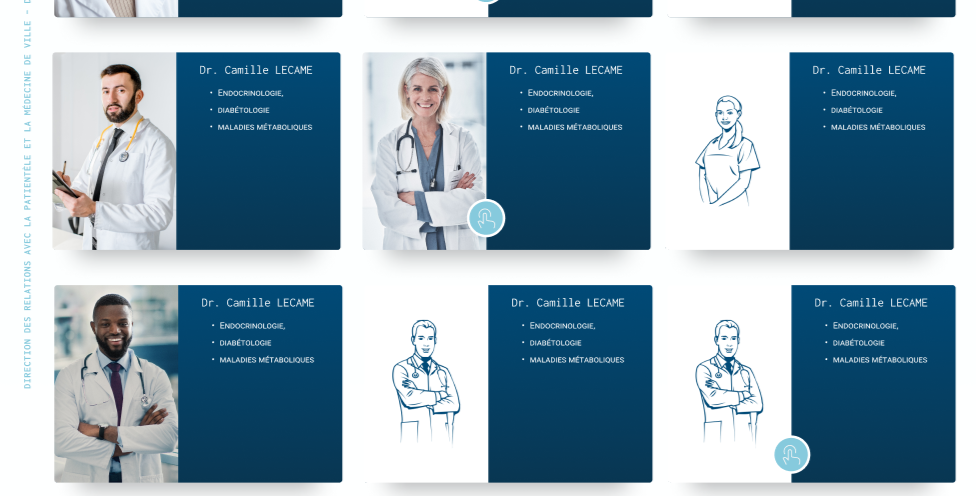 DIRECTION DES RELATIONS AVEC LA PATIENTÈLE ET LA MÉDECINE DE VILLE –
Dr. Camille LECAME
• Endocrinologie,
• diabétologie
• maladies métaboliques
Dr. Camille LECAME
• Endocrinologie,
• diabétologie
• maladies métaboliques
Dr. Camille LECAME
• Endocrinologie,
• diabétologie
• maladies métaboliques
Dr. Camille LECAME
• Endocrinologie,
• diabétologie
• maladies métaboliques
Dr. Camille LECAME
• Endocrinologie,
• diabétologie
• maladies métaboliques
Dr. Camille LECAME
• Endocrinologie,
• diabétologie
• maladies métaboliques